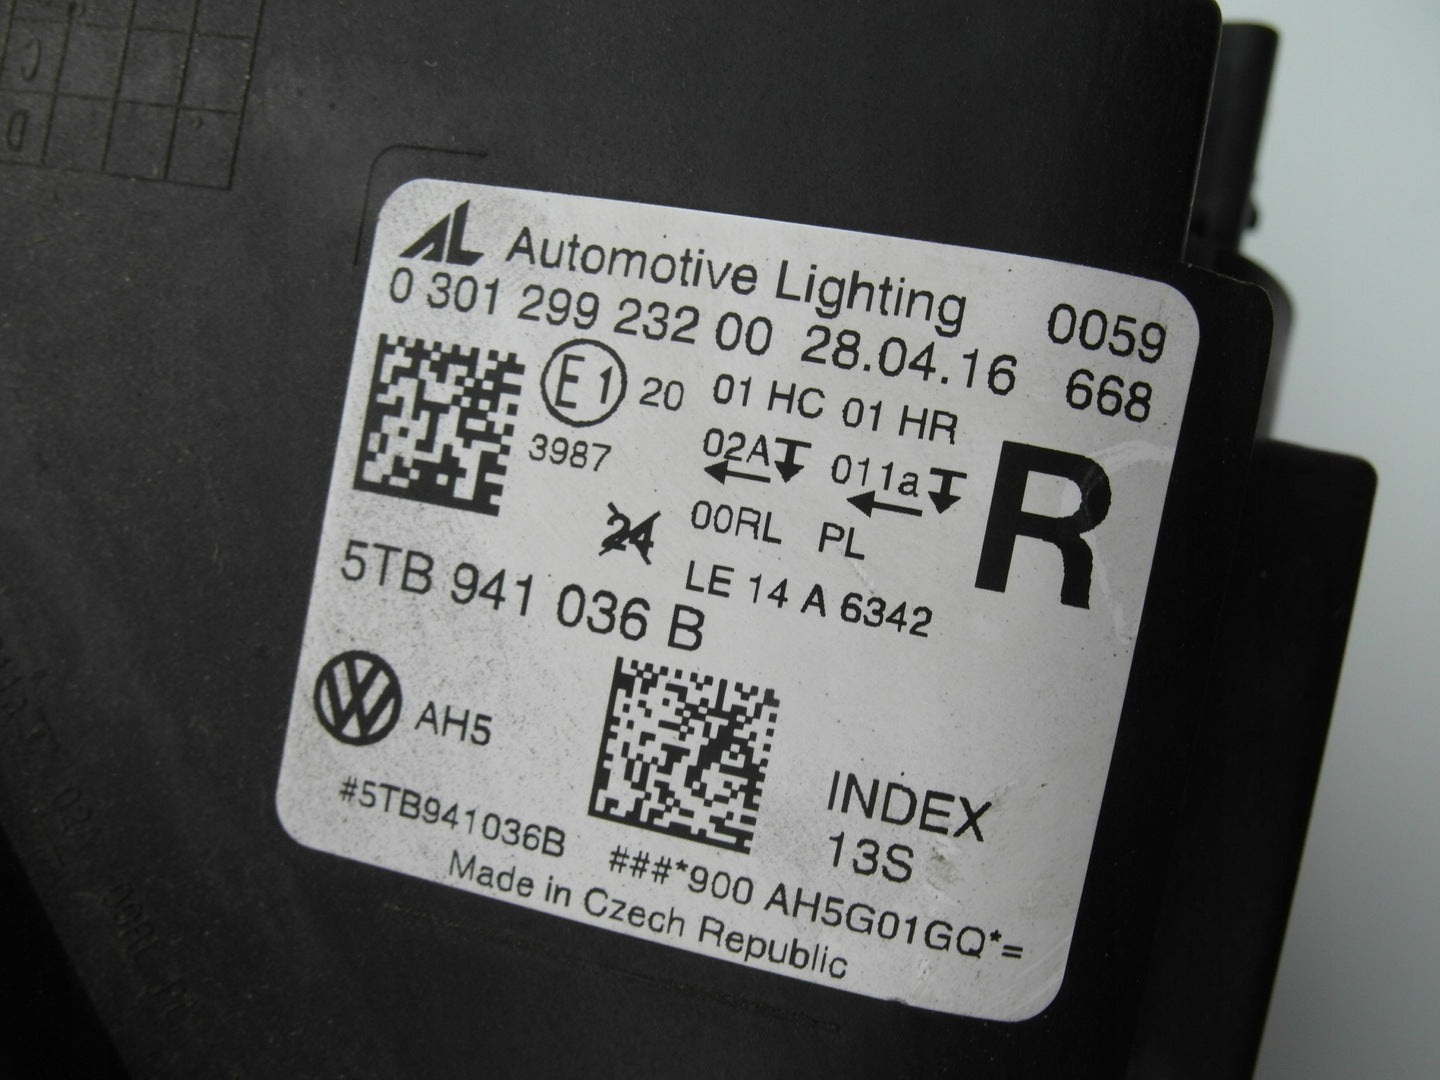 AL Automotive Lighting 0059
0 301 299 232 00 28.04.16 668
E1 20 01 HC 01 HR
3987 02A 011a R
24 00RL PL
LE 14 A 6342
5TB 941 036 B
VW AH5
INDEX
13S
#5TB941036B ###*900 AH5G01GQ*=
Made in Czech Republic
C
D